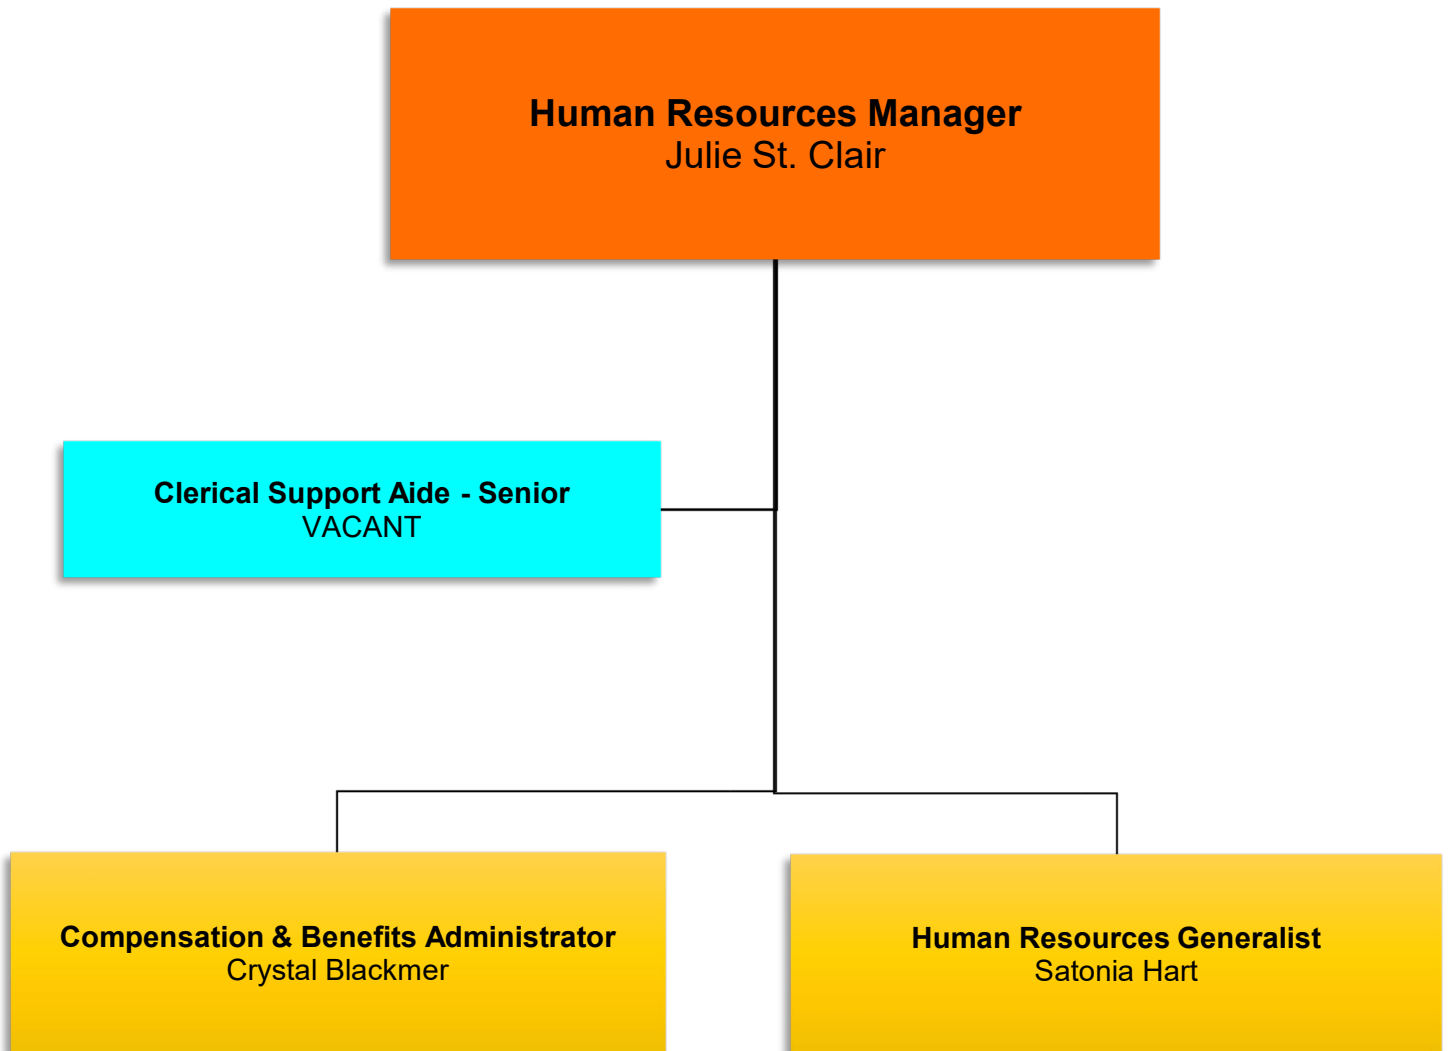 Human Resources Manager
Julie St. Clair
Clerical Support Aide - Senior
VACANT
Compensation & Benefits Administrator
Crystal Blackmer
Human Resources Generalist
Satonia Hart